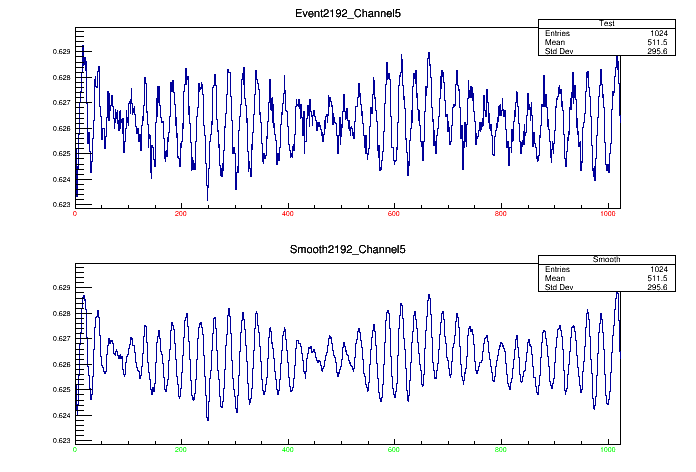 Event2192_Channel5
Test
Entries 1024
Mean 511.5
Std Dev 295.6
0.629
0.628
0.627
0.626
0.625
0.624
0.623
0 200 400 600 800 1000
Smooth2192_Channel5
Smooth
Entries 1024
Mean 511.5
Std Dev 295.6
0.629
0.628
0.627
0.626
0.625
0.624
0.623
0 200 400 600 800 1000